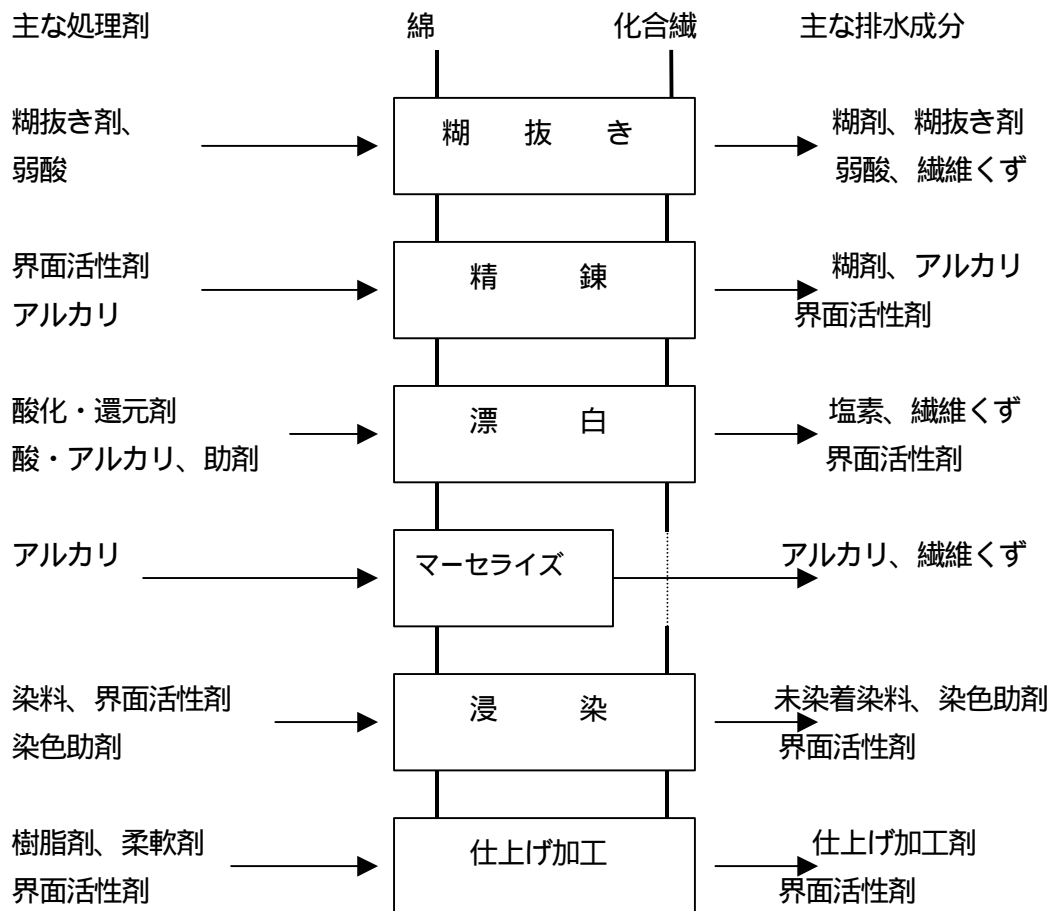 主な処理剤 綿 化合繊 主な排水成分
糊抜き剤、
弱酸
糊 抜 き
糊剤、糊抜き剤
弱酸、繊維くず
界面活性剤
アルカリ
精 錬
糊剤、アルカリ
界面活性剤
酸化・還元剤
酸・アルカリ、助剤
漂 白
塩素、繊維くず
界面活性剤
アルカリ
マーセライズ
アルカリ、繊維くず
染料、界面活性剤
染色助剤
浸 染
未染着染料、染色助剤
界面活性剤
樹脂剤、柔軟剤
界面活性剤
仕上げ加工
仕上げ加工剤
界面活性剤